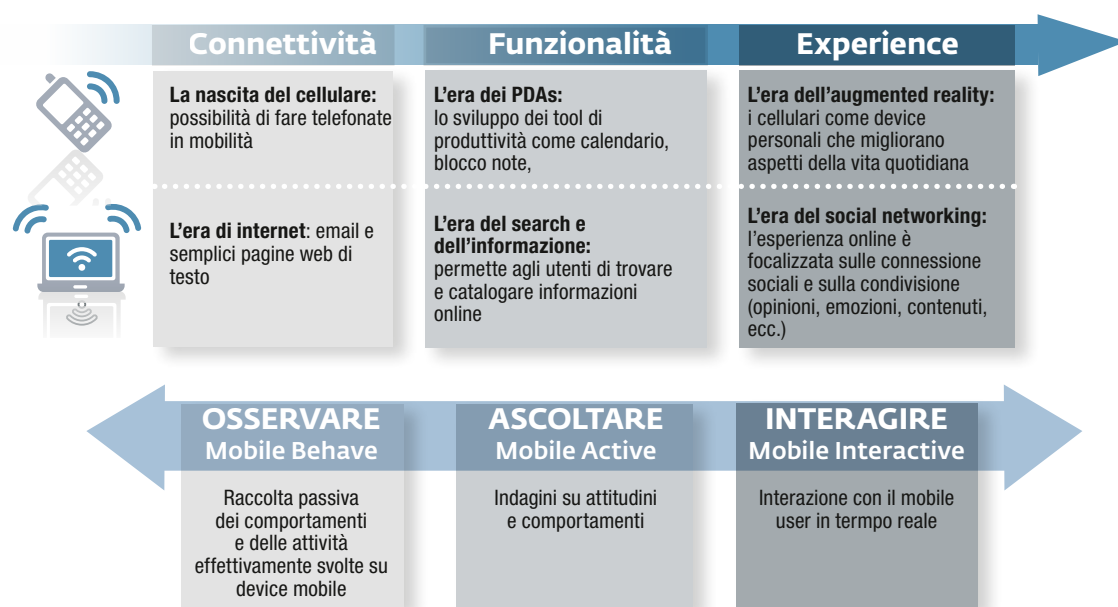 Connettività
Funzionalità
Experience
La nascita del cellulare:
possibilità di fare telefonate
in mobilità
L'era dei PDAs:
lo sviluppo dei tool di
produttività come calendario,
blocco note,
L'era dell'augmented reality:
i cellulari come device
personali che migliorano
aspetti della vita quotidiana
L'era di internet: email e
semplici pagine web di
testo
L'era del search e
dell'informazione:
permette agli utenti di trovare
e catalogare informazioni
online
L'era del social networking:
l'esperienza online è
focalizzata sulle connessione
sociali e sulla condivisione
(opinioni, emozioni, contenuti,
ecc.)
OSSERVARE
Mobile Behave
ASCOLTARE
Mobile Active
INTERAGIRE
Mobile Interactive
Raccolta passiva
dei comportamenti
e delle attività
effettivamente svolte su
device mobile
Indagini su attitudini
e comportamenti
Interazione con il mobile
user in termpo reale